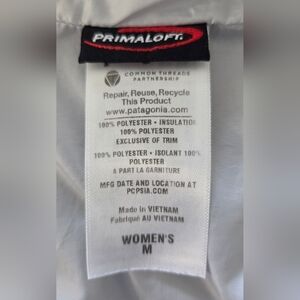 PRIMALOFT
COMMON THREADS
PARTNERSHIP
Repair, Reuse, Recycle
This Product
www.patagonia.com
100% POLYESTER • INSULATION
100% POLYESTER
EXCLUSIVE OF TRIM
100% POLYESTER • ISOLANT 100%
POLYESTER
A PART LA GARNITURE
MFG DATE AND LOCATION AT
PCPSIA.COM
Made in VIETNAM
Fabriqué AU VIETNAM
WOMEN'S
M